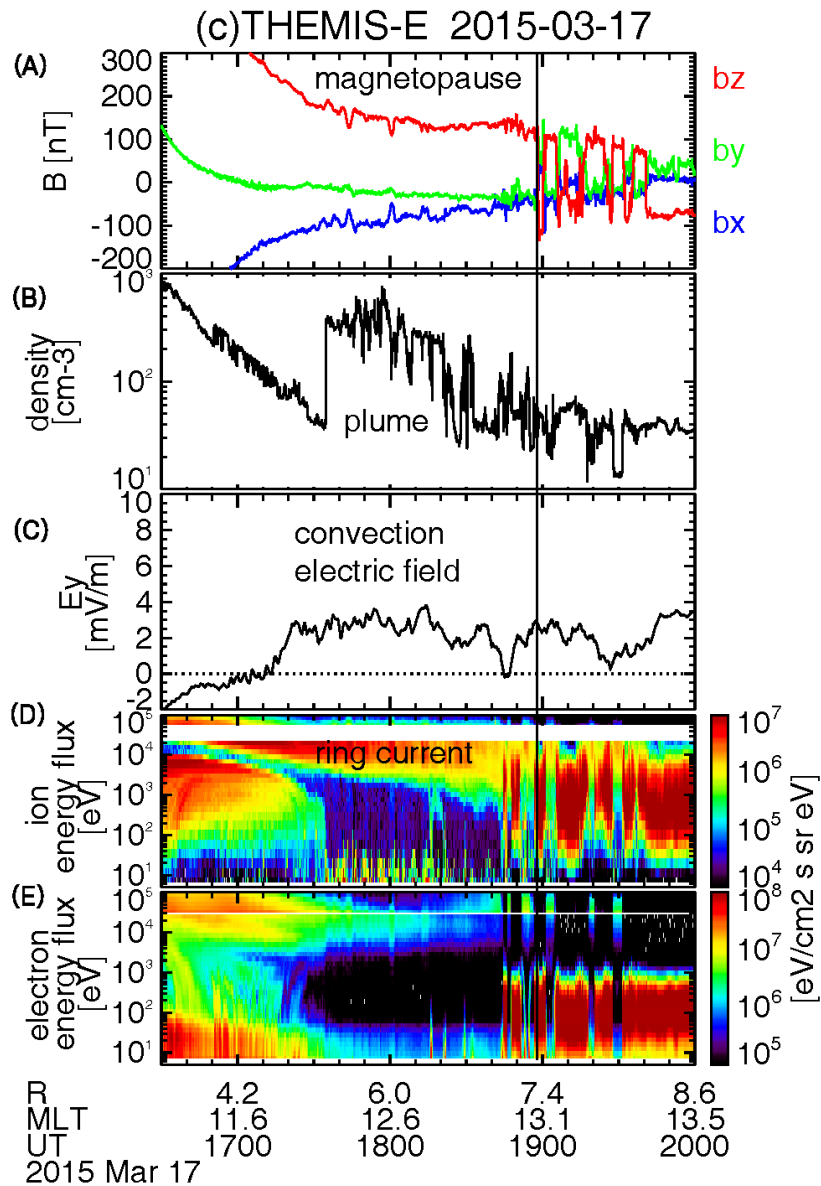 (c)THEMIS-E 2015-03-17
(A)
magnetopause
bz
by
bx
B [nT]
300
200
100
0
-100
-200
(B)
plume
density
[cm-3]
10³
10²
10¹
(C)
convection
electric field
Ey
[mV/m]
10
8
6
4
2
0
-2
(D)
ring current
ion
energy flux
[eV]
10⁵
10⁴
10³
10²
10¹
10⁷
10⁶
10⁵
10⁴
(E)
electron
energy flux
[eV]
10⁵
10⁴
10³
10²
10¹
10⁸
10⁷
10⁶
10⁵
[eV/cm2 s sr eV]
R 4.2 6.0 7.4 8.6
MLT 11.6 12.6 13.1 13.5
UT 1700 1800 1900 2000
2015 Mar 17